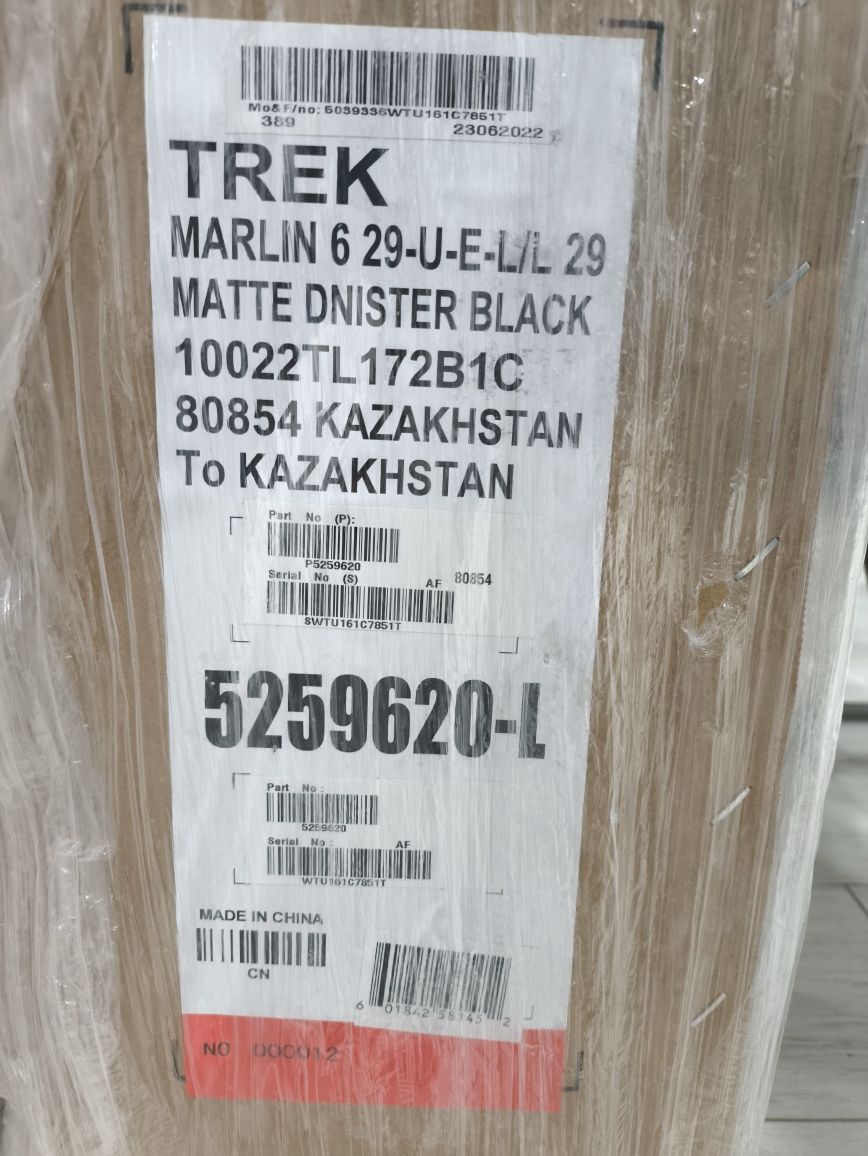 Mo& F/no: 5039336WTU161C7851T
389 23062022
TREK
MARLIN 6 29-U-E-L/L 29
MATTE DNISTER BLACK
10022TL172B1C
80854 KAZAKHSTAN
To KAZAKHSTAN
Part No (P):
P5259620
Serial No (S) AF 80854
SWTU161C7851T
5259620-L
Part No :
5259620
Serial No : AF
WTU161C7851T
MADE IN CHINA
CN
6 01842 58145 2
NO 000012